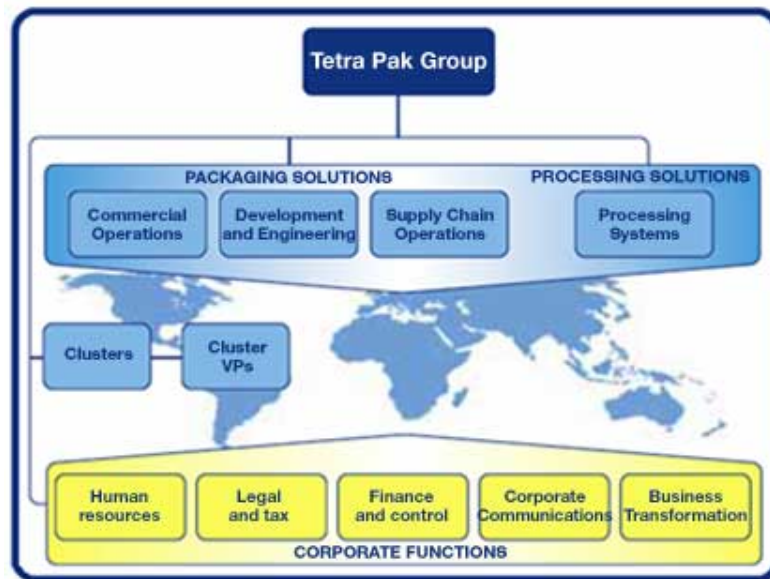 Tetra Pak Group
PACKAGING SOLUTIONS
PROCESSING SOLUTIONS
Commercial
Operations
Development
and Engineering
Supply Chain
Operations
Processing
Systems
Clusters
Cluster
VPs
Human
resources
Legal
and tax
Finance
and control
Corporate
Communications
Business
Transformation
CORPORATE FUNCTIONS